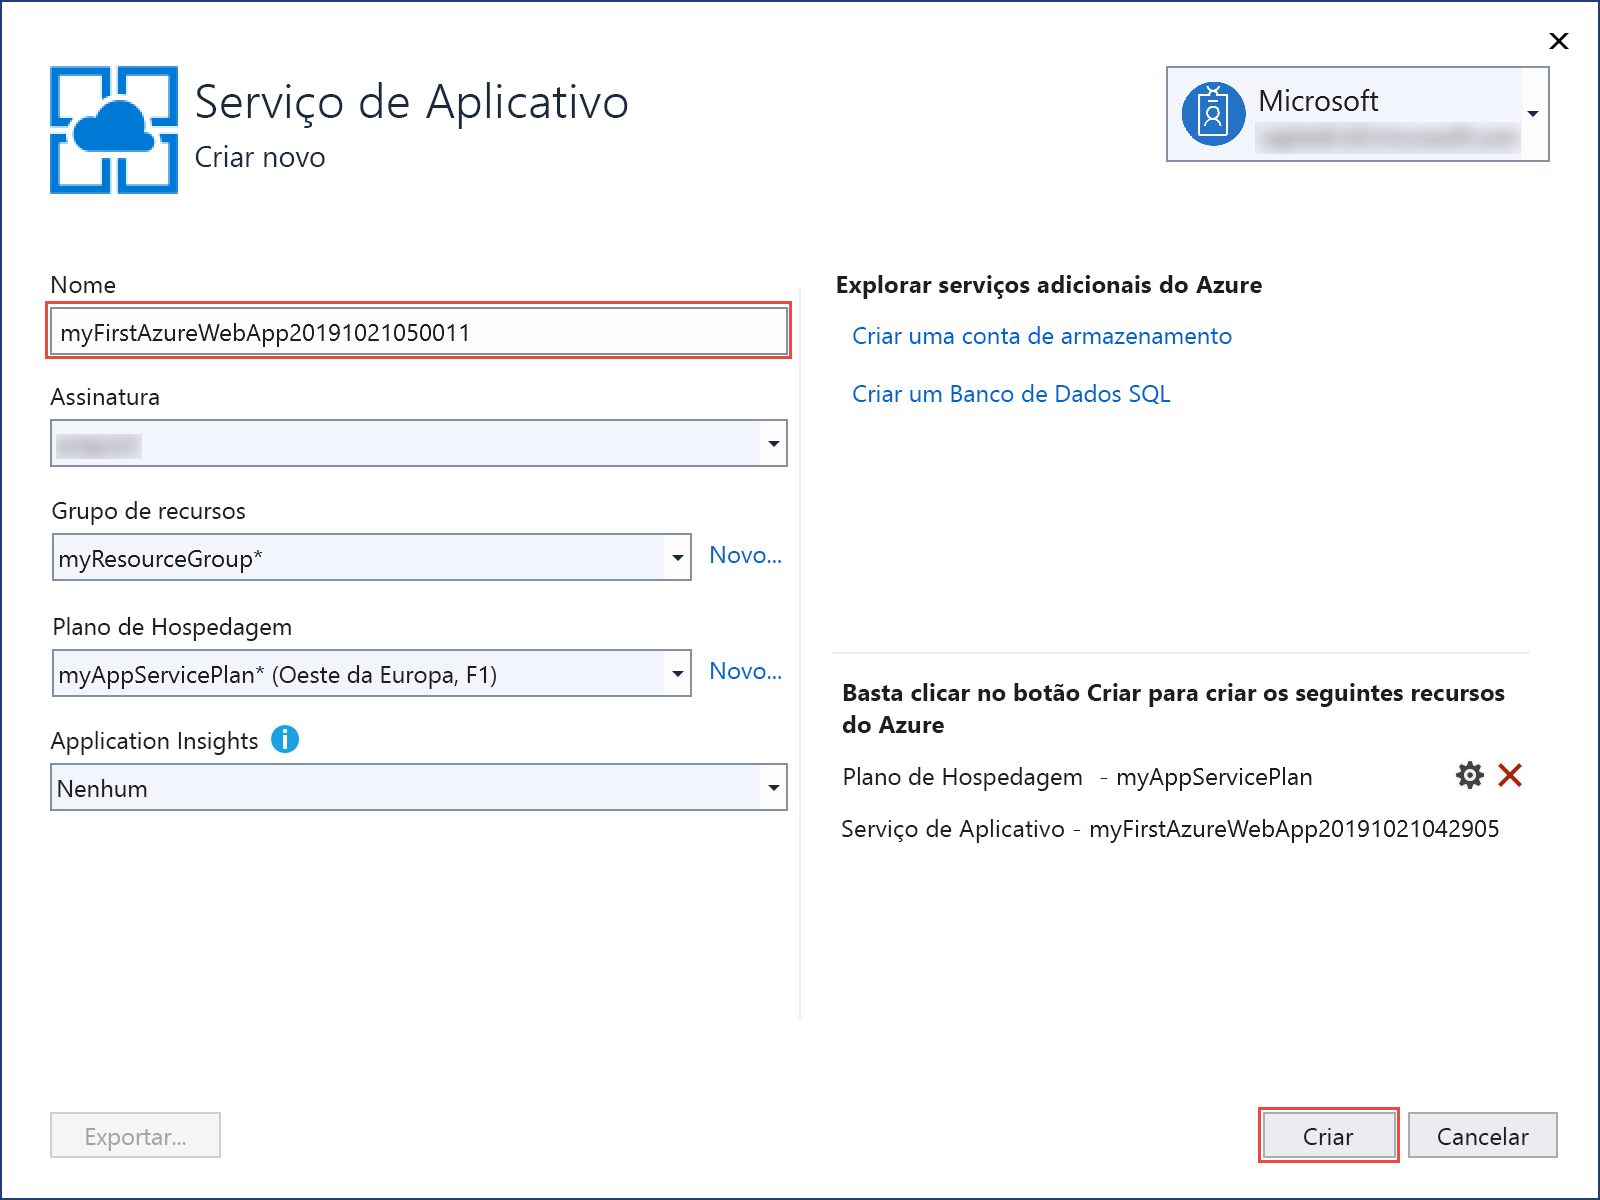 Serviço de Aplicativo
Criar novo
Microsoft
Nome
myFirstAzureWebApp20191021050011
Assinatura
Grupo de recursos
myResourceGroup*
Novo...
Plano de Hospedagem
myAppServicePlan* (Oeste da Europa, F1)
Novo...
Application Insights
Nenhum
Explorar serviços adicionais do Azure
Criar uma conta de armazenamento
Criar um Banco de Dados SQL
Basta clicar no botão Criar para criar os seguintes recursos
do Azure
Plano de Hospedagem - myAppServicePlan
Serviço de Aplicativo - myFirstAzureWebApp20191021042905
Exportar...
Criar
Cancelar